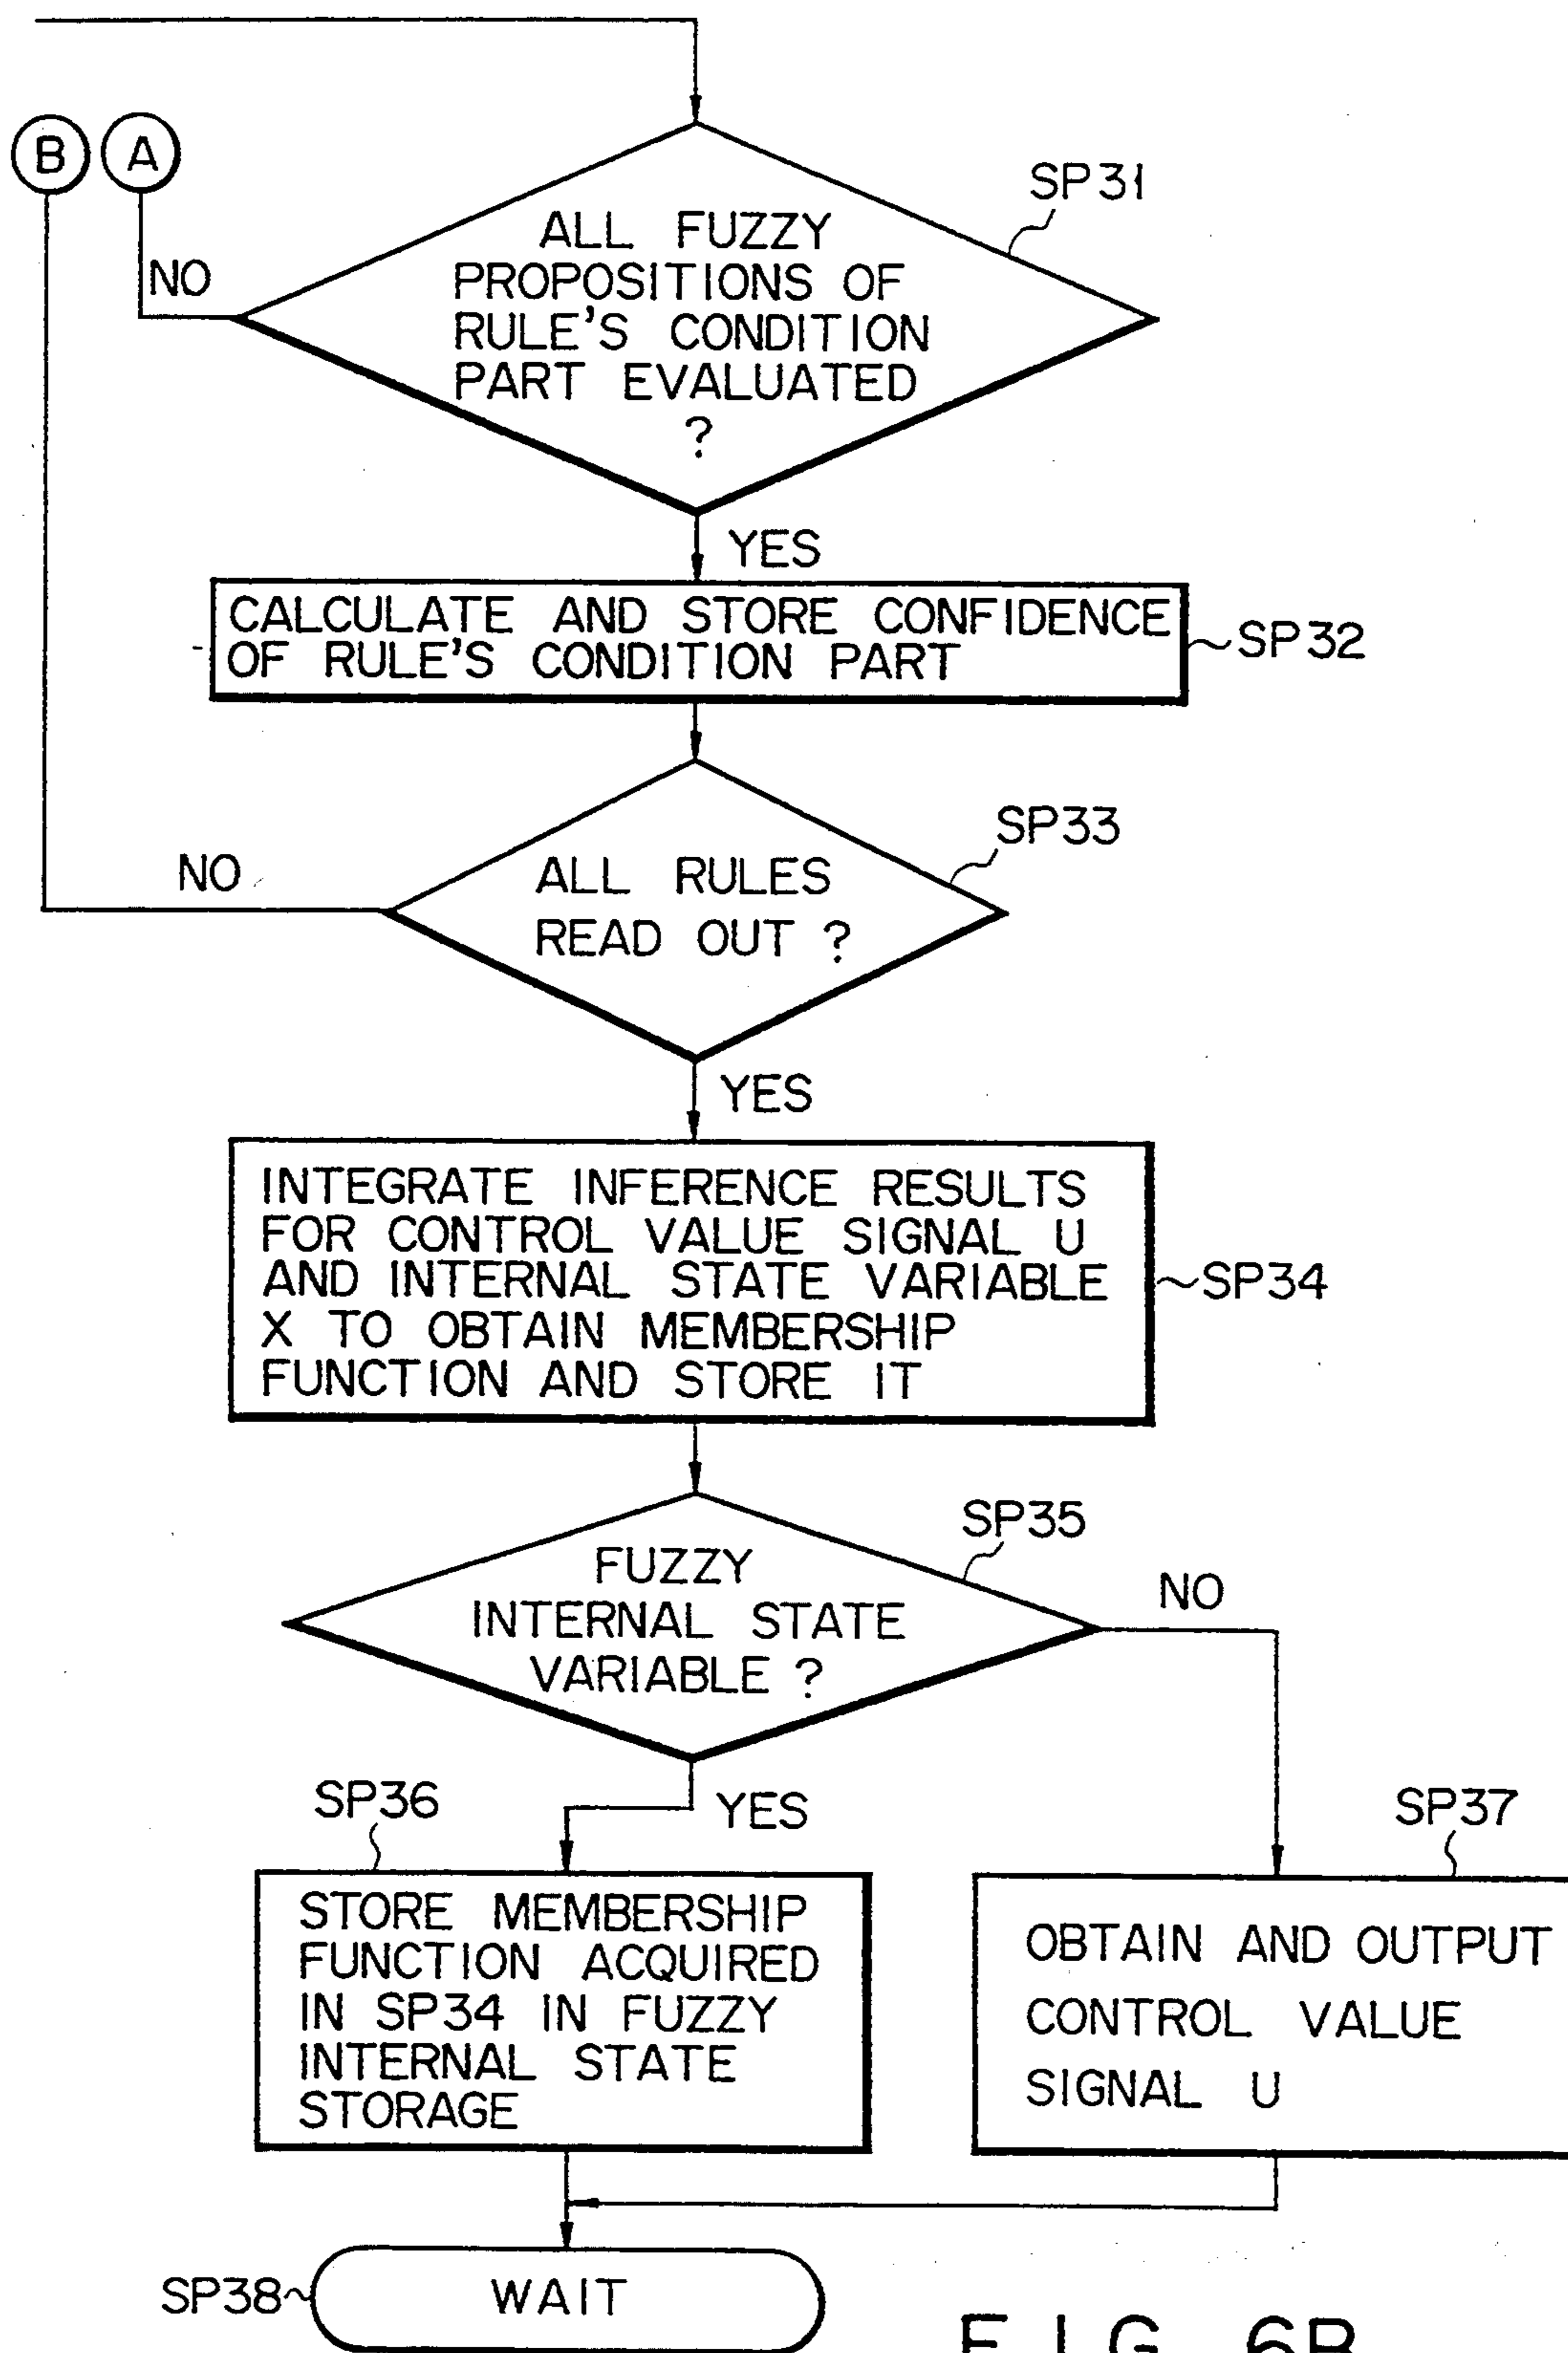 B
A
SP31
ALL FUZZY
PROPOSITIONS OF
RULE'S CONDITION
PART EVALUATED
?
NO
YES
CALCULATE AND STORE CONFIDENCE
OF RULE'S CONDITION PART
SP32
SP33
NO
ALL RULES
READ OUT ?
YES
INTEGRATE INFERENCE RESULTS
FOR CONTROL VALUE SIGNAL U
AND INTERNAL STATE VARIABLE
X TO OBTAIN MEMBERSHIP
FUNCTION AND STORE IT
SP34
SP35
FUZZY
INTERNAL STATE
VARIABLE ?
NO
YES
SP36
SP37
STORE MEMBERSHIP
FUNCTION ACQUIRED
IN SP34 IN FUZZY
INTERNAL STATE
STORAGE
OBTAIN AND OUTPUT
CONTROL VALUE
SIGNAL U
SP38
WAIT
FIG. 6B